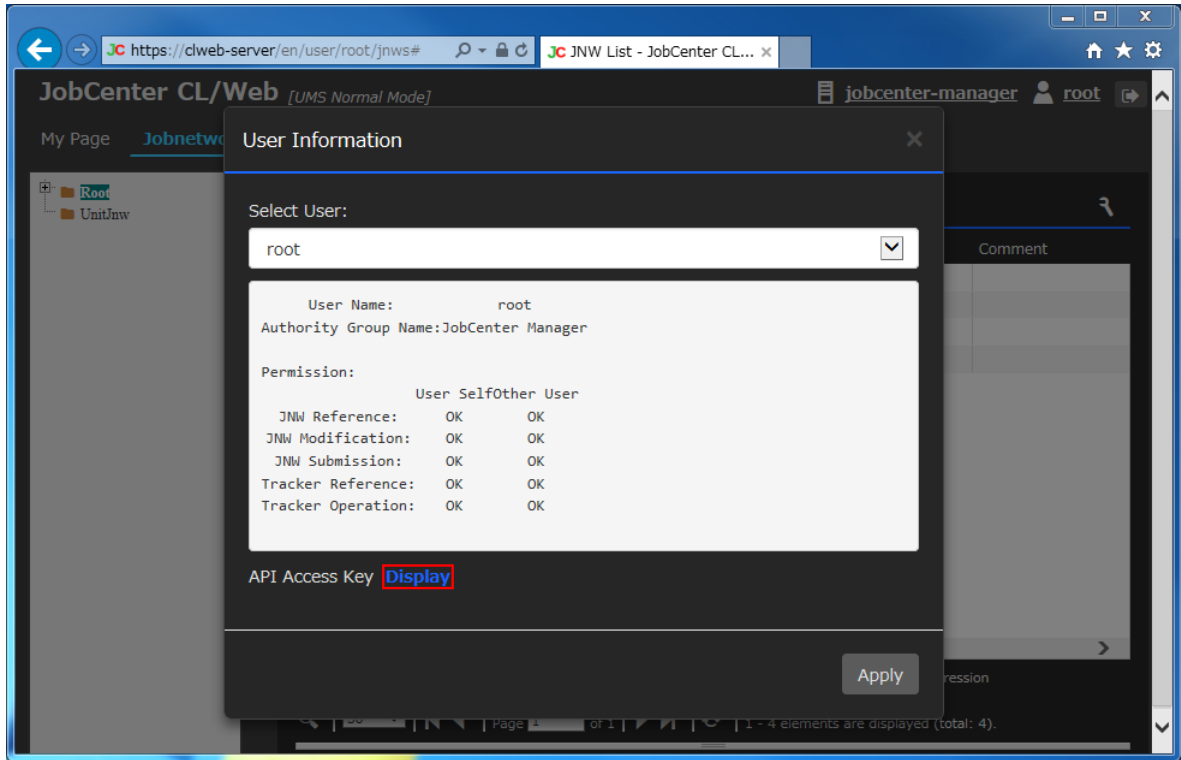 https://clweb-server/en/user/root/jnws#
JC JNW List - JobCenter CL... ×
JobCenter CL/Web [UMS Normal Mode]
jobcenter-manager root
My Page Jobnetwo
User Information
Root
UnitJnw
Select User:
root
Comment
User Name: root
Authority Group Name:JobCenter Manager
Permission:
User SelfOther User
JNW Reference: OK OK
JNW Modification: OK OK
JNW Submission: OK OK
Tracker Reference: OK OK
Tracker Operation: OK OK
API Access Key Display
Apply
ression
Page 1 of 1 1 - 4 elements are displayed (total: 4).